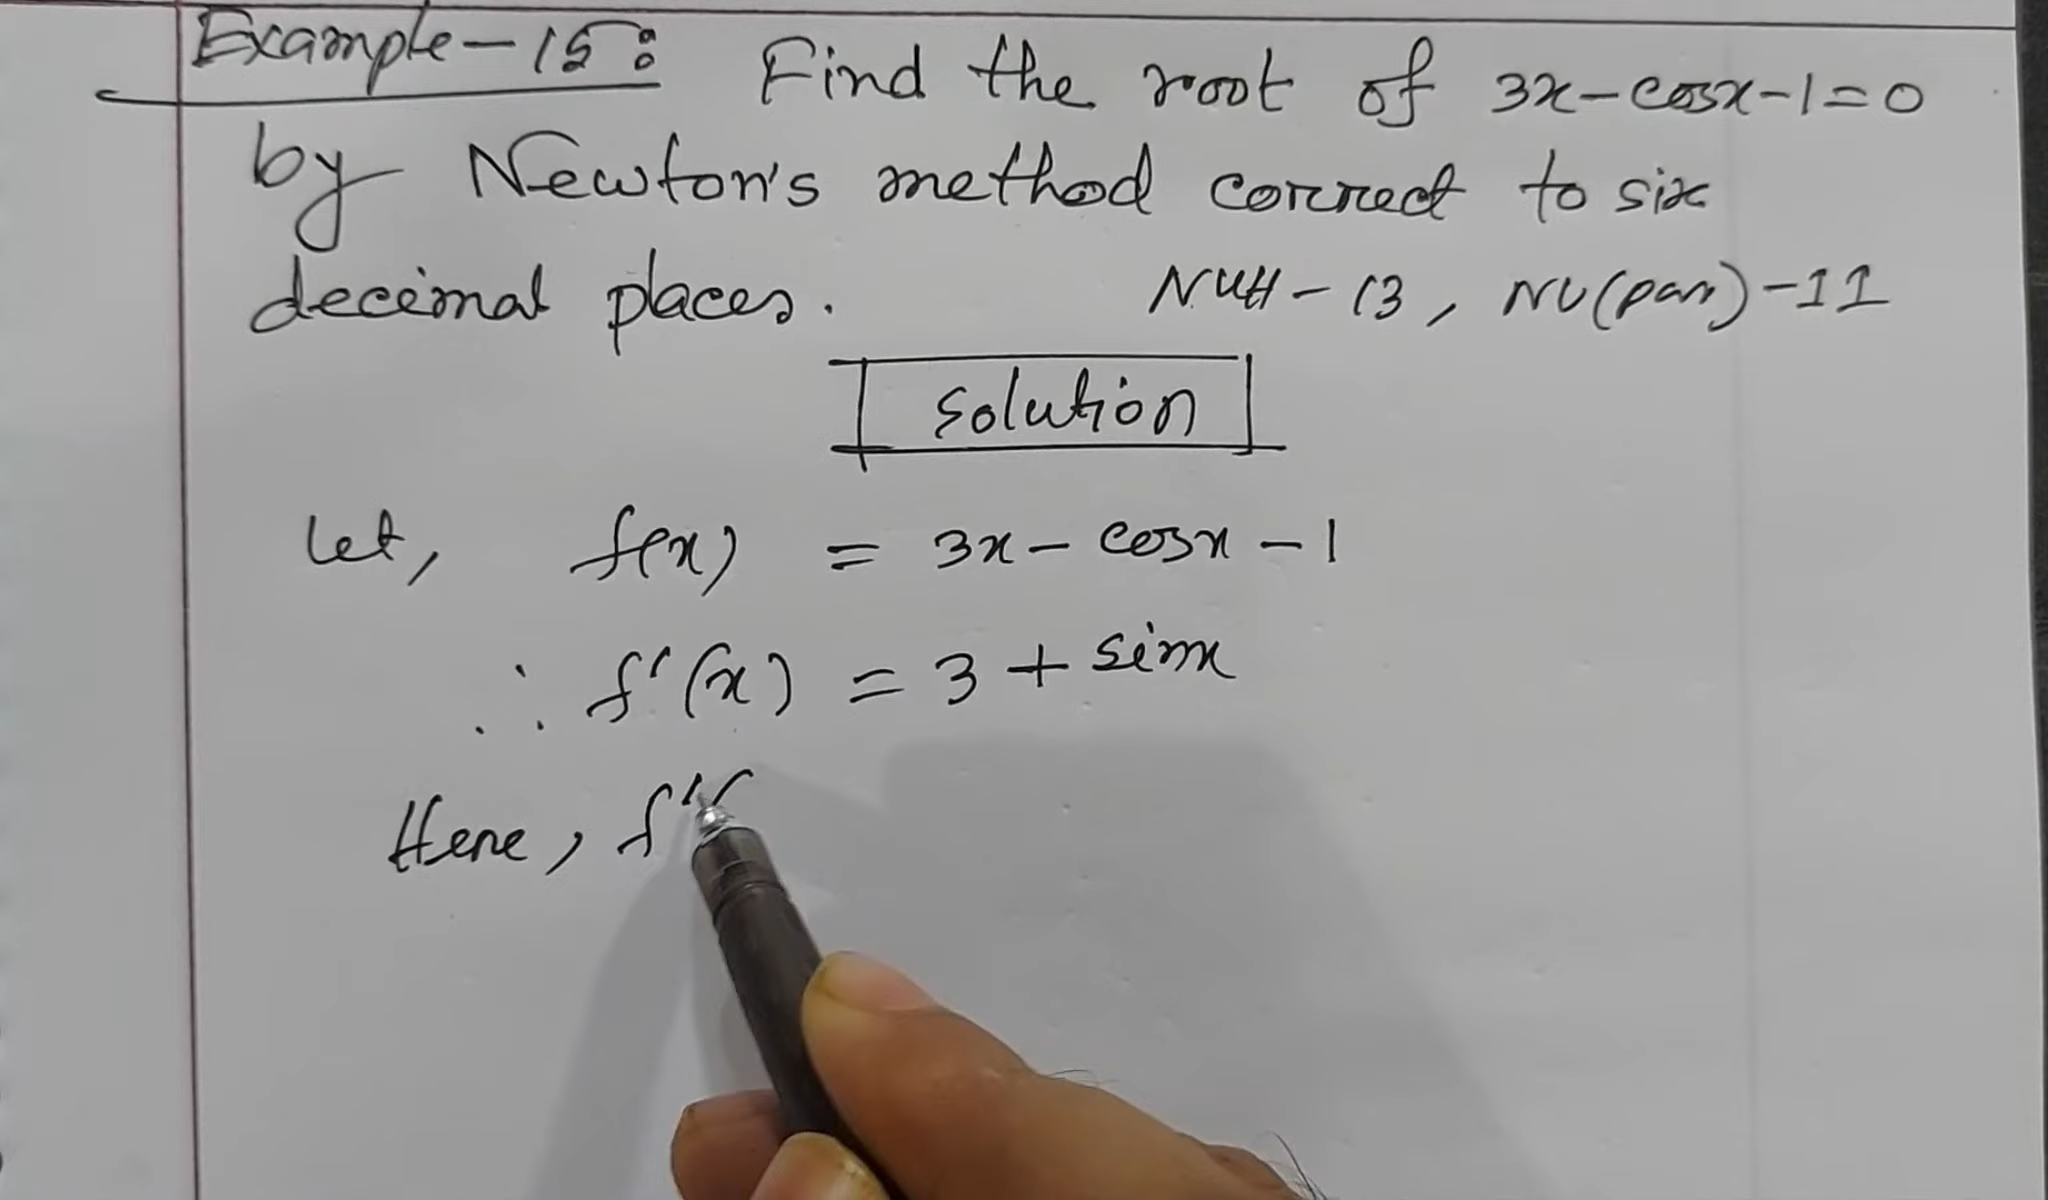 Example-15: Find the root of 3x-cosx-1=0
by Newton's method correct to six
decimal places. NUH-13, NU(pas)-11
Solution
Let, f(x) = 3x - cosx - 1
∴ f'(x) = 3 + sinx
Here, f'(